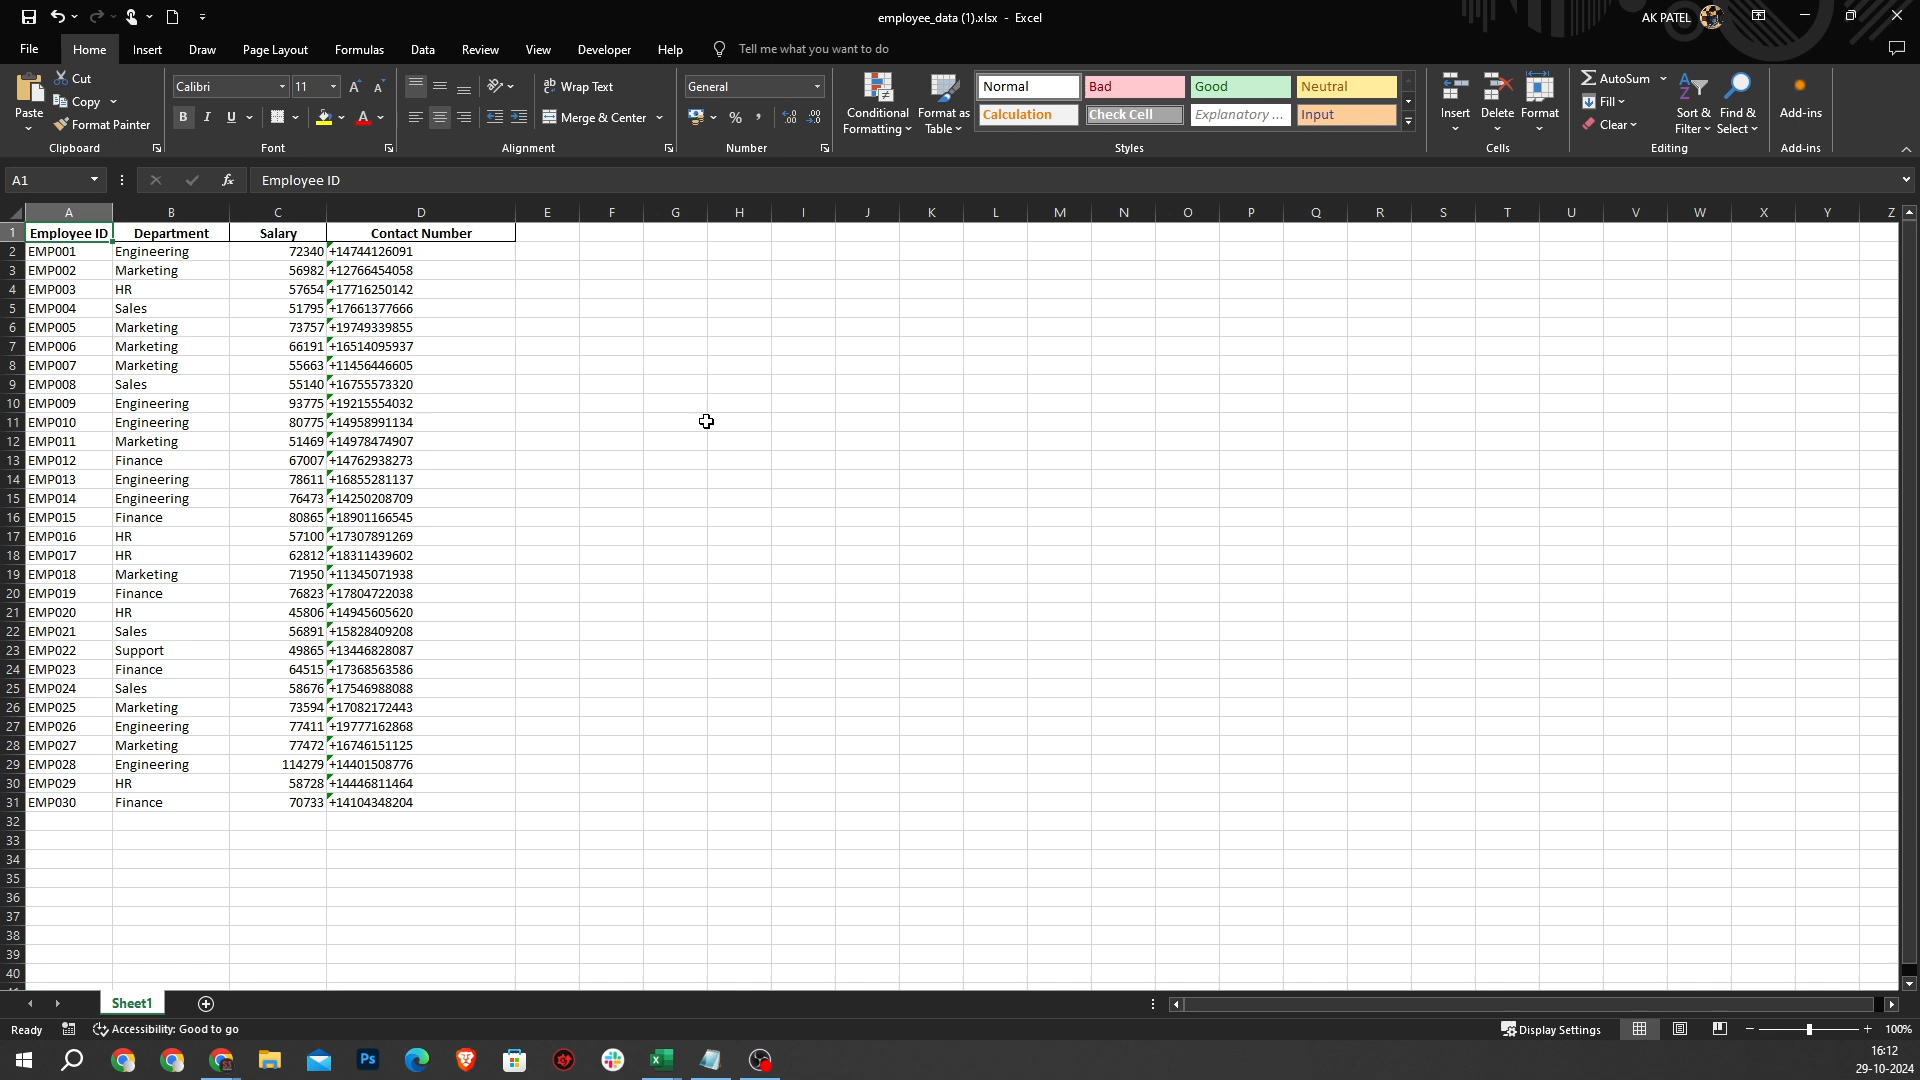 employee_data (1).xlsx - Excel
AK PATEL
File Home Insert Draw Page Layout Formulas Data Review View Developer Help Tell me what you want to do
Paste
Cut
Copy
Format Painter
Clipboard
Calibri 11
B I U
Font
Wrap Text
Merge & Center
Alignment
General
% ,
Number
Conditional Formatting
Format as Table
Normal Bad Good Neutral
Calculation Check Cell Explanatory ... Input
Styles
Insert Delete Format
Cells
AutoSum
Fill
Clear
Sort & Filter
Find & Select
Editing
Add-ins
Add-ins
A1 fx Employee ID
A B C D E F G H I J K L M N O P Q R S T U V W X Y Z
1 Employee ID Department Salary Contact Number
2 EMP001 Engineering 72340 +14744126091
3 EMP002 Marketing 56982 +12766454058
4 EMP003 HR 57654 +17716250142
5 EMP004 Sales 51795 +17661377666
6 EMP005 Marketing 73757 +19749339855
7 EMP006 Marketing 66191 +16514095937
8 EMP007 Marketing 55663 +11456446605
9 EMP008 Sales 55140 +16755573320
10 EMP009 Engineering 93775 +19215554032
11 EMP010 Engineering 80775 +14958991134
12 EMP011 Marketing 51469 +14978474907
13 EMP012 Finance 67007 +14762938273
14 EMP013 Engineering 78611 +16855281137
15 EMP014 Engineering 76473 +14250208709
16 EMP015 Finance 80865 +18901166545
17 EMP016 HR 57100 +17307891269
18 EMP017 HR 62812 +18311439602
19 EMP018 Marketing 71950 +11345071938
20 EMP019 Finance 76823 +17804722038
21 EMP020 HR 45806 +14945605620
22 EMP021 Sales 56891 +15828409208
23 EMP022 Support 49865 +13446828087
24 EMP023 Finance 64515 +17368563586
25 EMP024 Sales 58676 +17546988088
26 EMP025 Marketing 73594 +17082172443
27 EMP026 Engineering 77411 +19777162868
28 EMP027 Marketing 77472 +16746151125
29 EMP028 Engineering 114279 +14401508776
30 EMP029 HR 58728 +14446811464
31 EMP030 Finance 70733 +14104348204
32
33
34
35
36
37
38
39
40
Sheet1
Ready Accessibility: Good to go Display Settings 100%
16:12
29-10-2024